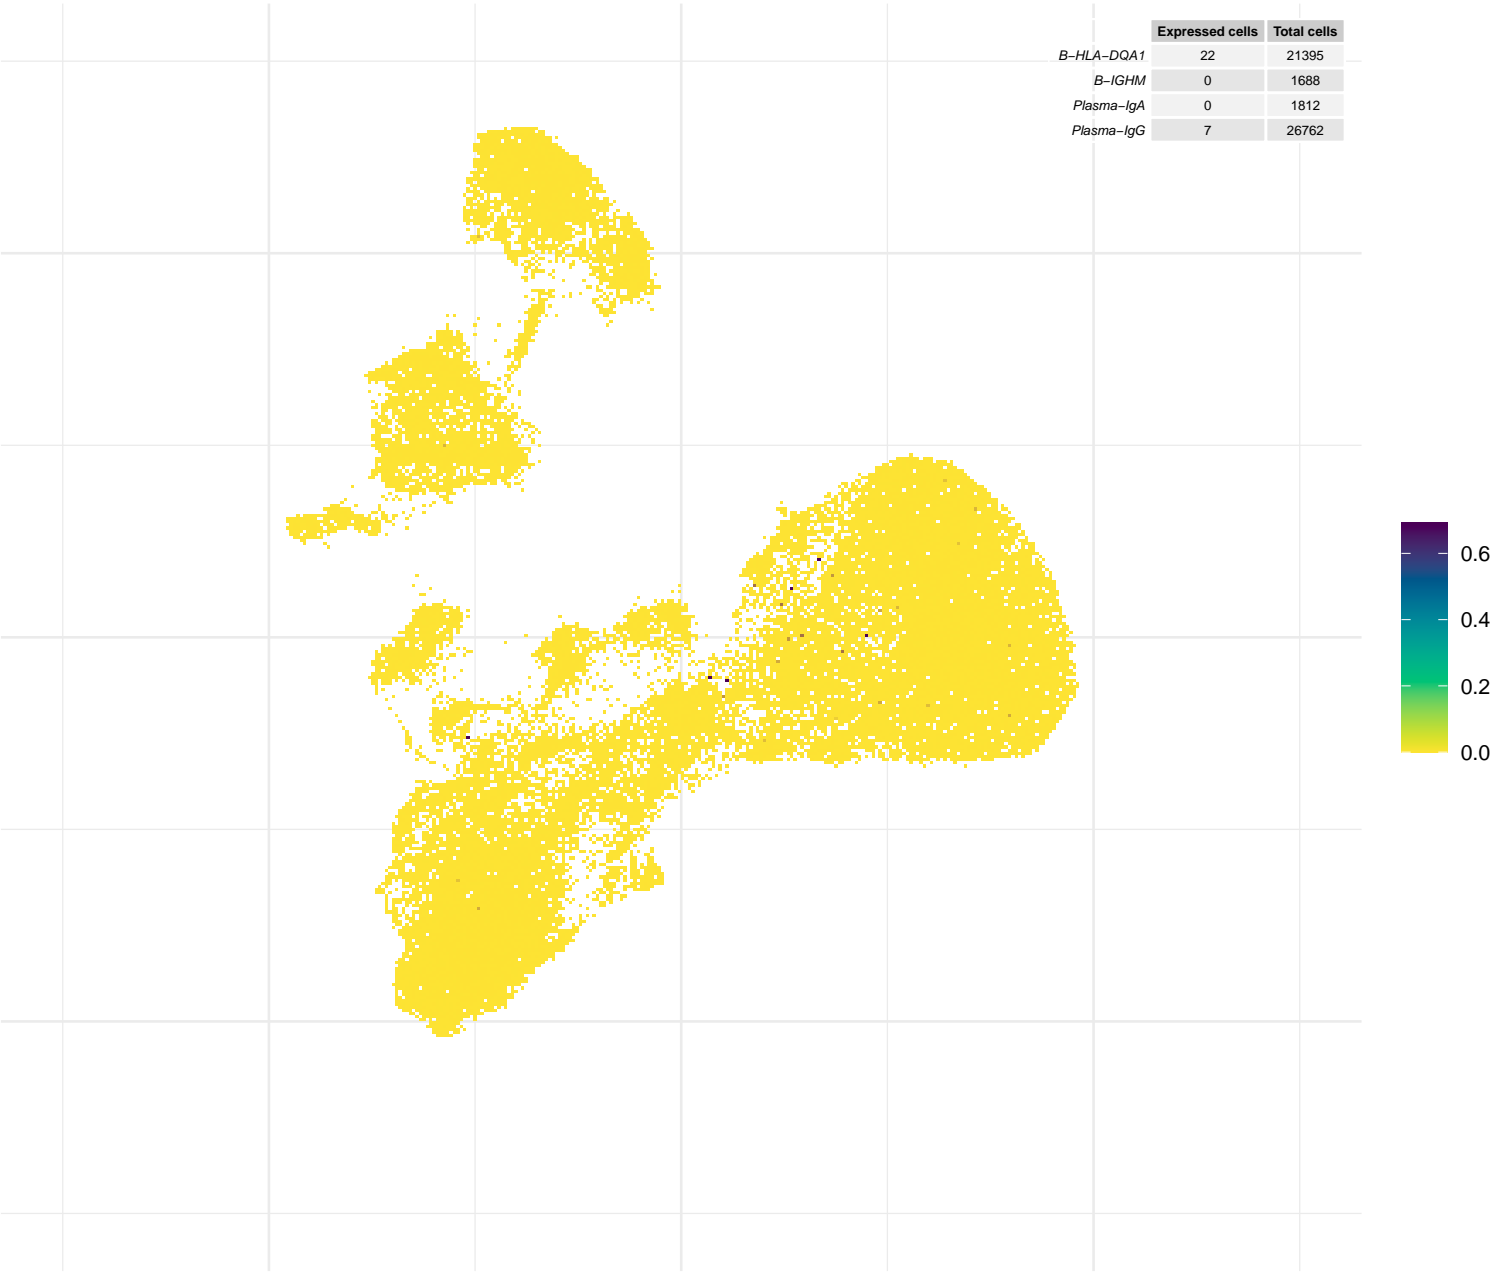 Expressed cells Total cells
B−HLA−DQA1 22 21395
B−IGHM 0 1688
Plasma−IgA 0 1812
Plasma−IgG 7 26762
0.6
0.4
0.2
0.0